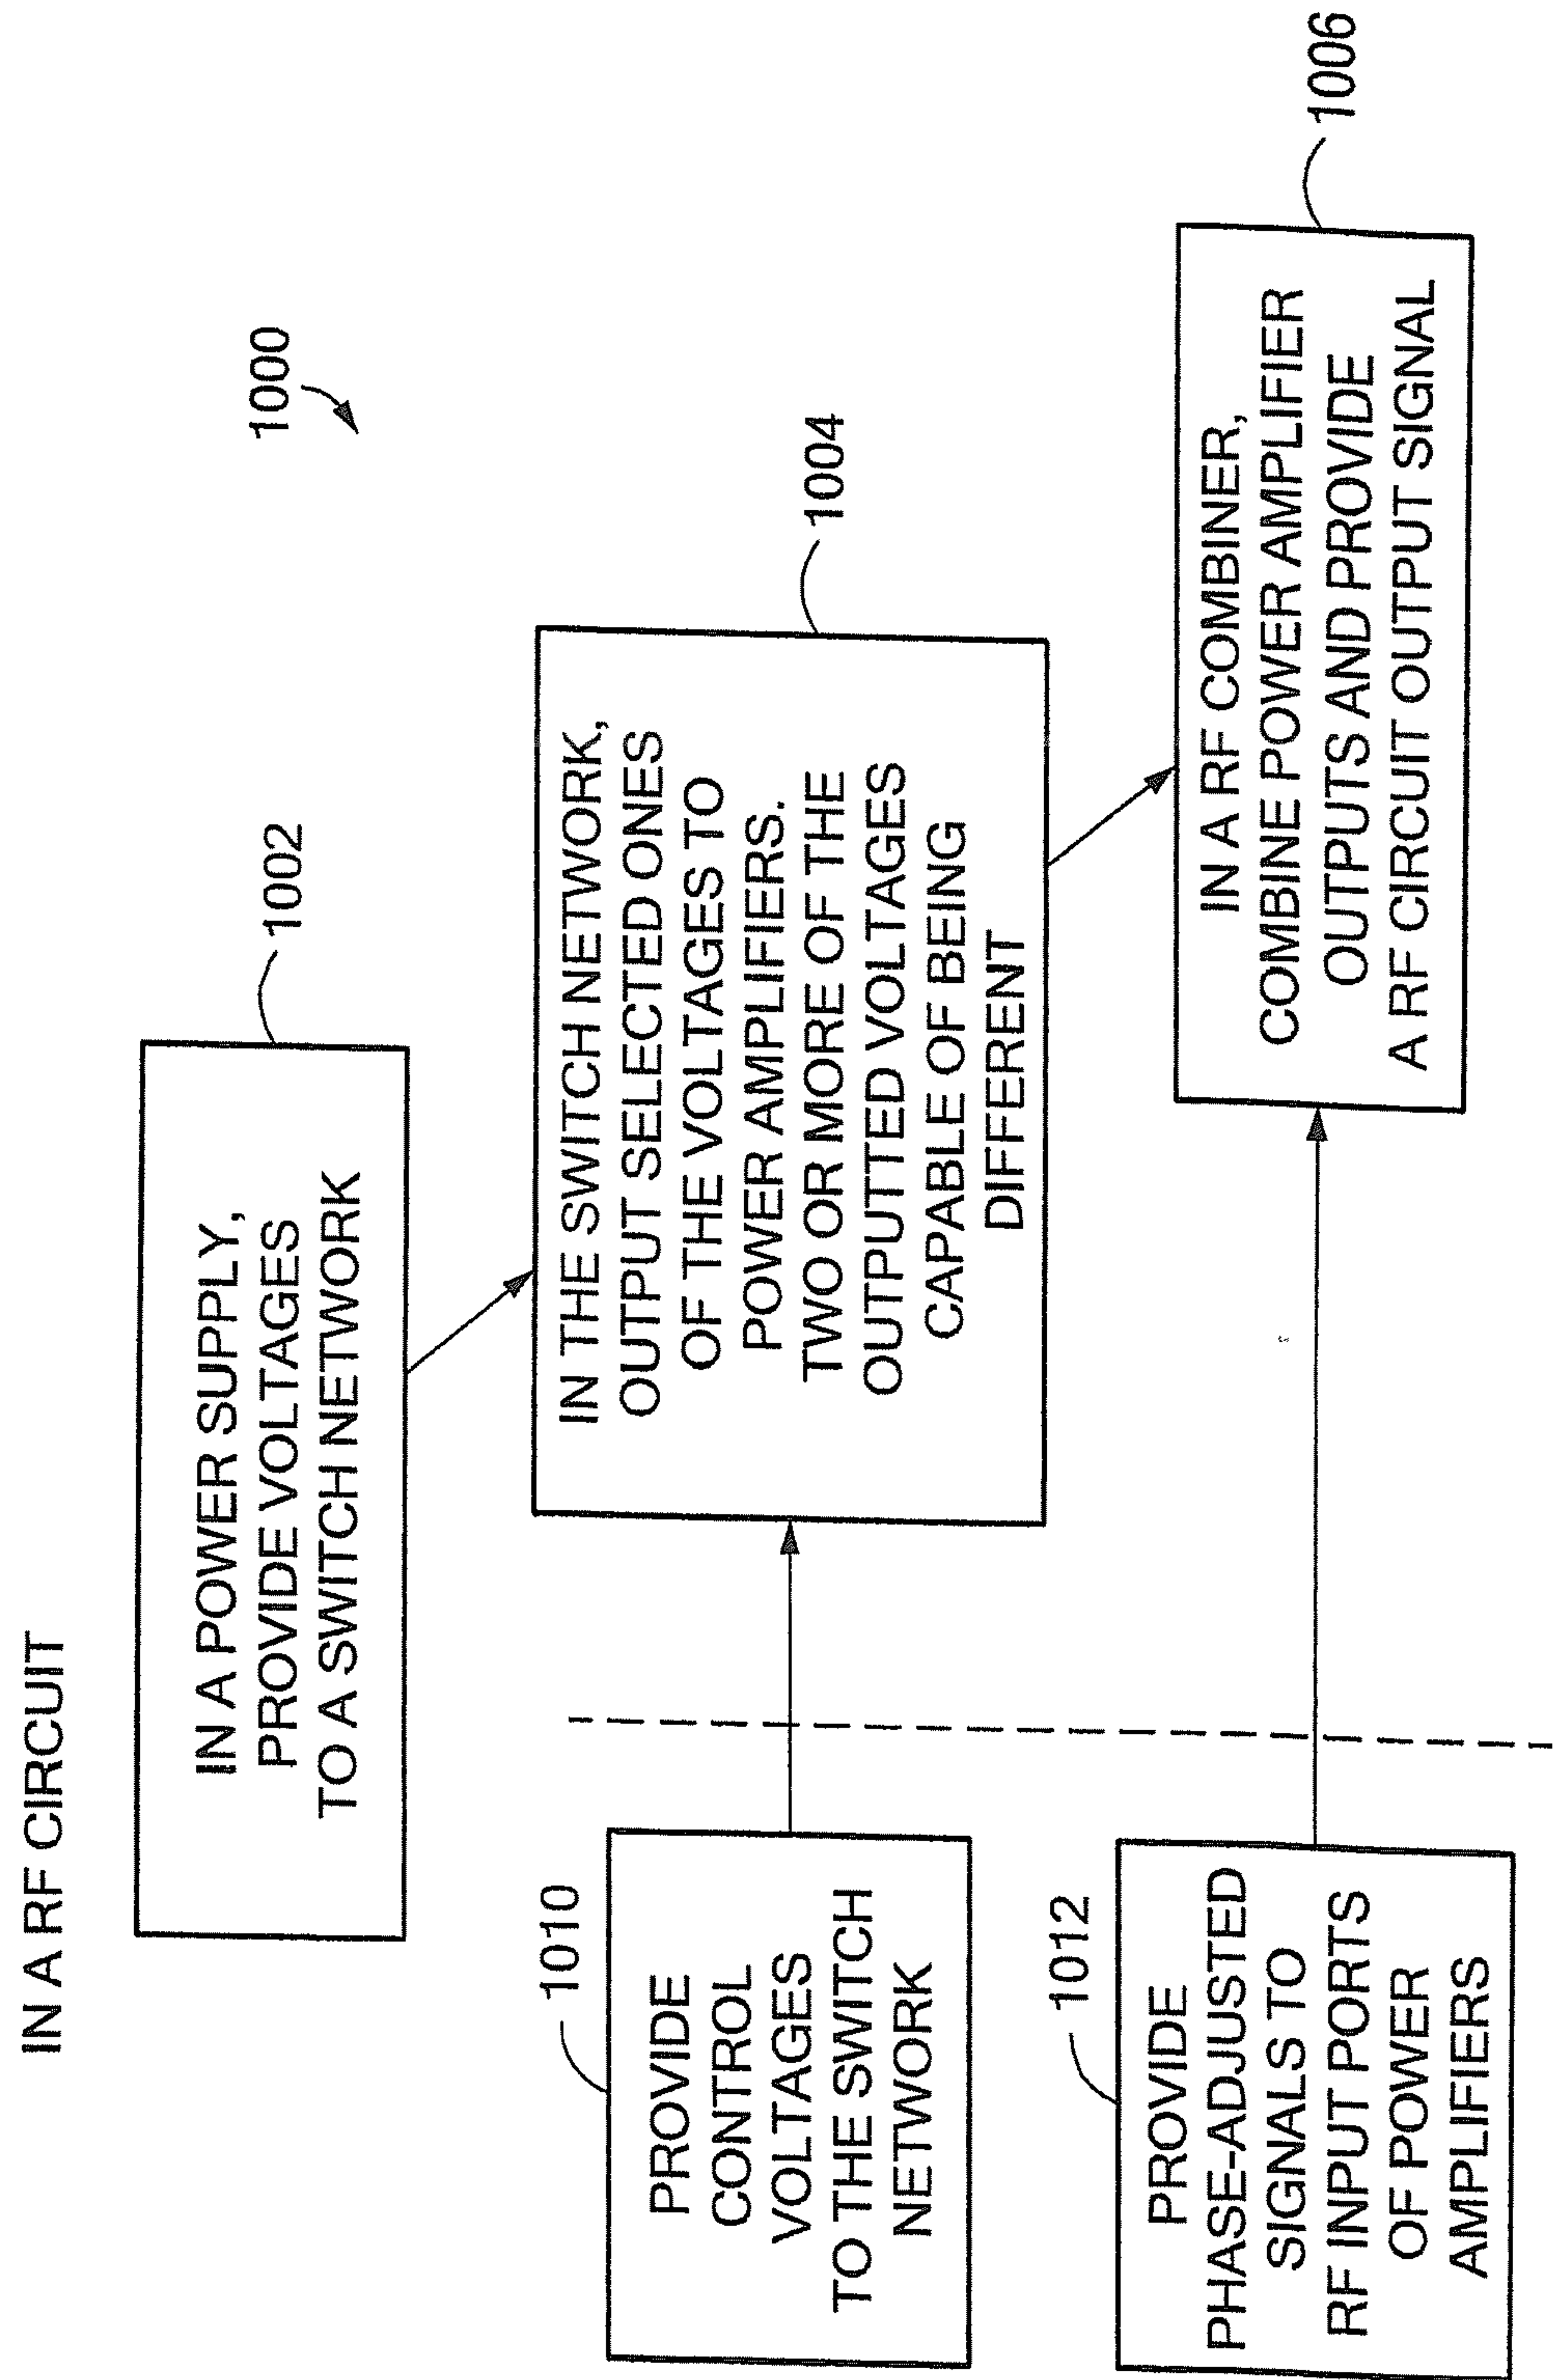 IN A RF CIRCUIT
1000
1002
IN A POWER SUPPLY,
PROVIDE VOLTAGES
TO A SWITCH NETWORK
1010
PROVIDE
CONTROL
VOLTAGES
TO THE SWITCH
NETWORK
1004
IN THE SWITCH NETWORK,
OUTPUT SELECTED ONES
OF THE VOLTAGES TO
POWER AMPLIFIERS.
TWO OR MORE OF THE
OUTPUTTED VOLTAGES
CAPABLE OF BEING
DIFFERENT
1012
PROVIDE
PHASE-ADJUSTED
SIGNALS TO
RF INPUT PORTS
OF POWER
AMPLIFIERS
1006
IN A RF COMBINER,
COMBINE POWER AMPLIFIER
OUTPUTS AND PROVIDE
A RF CIRCUIT OUTPUT SIGNAL